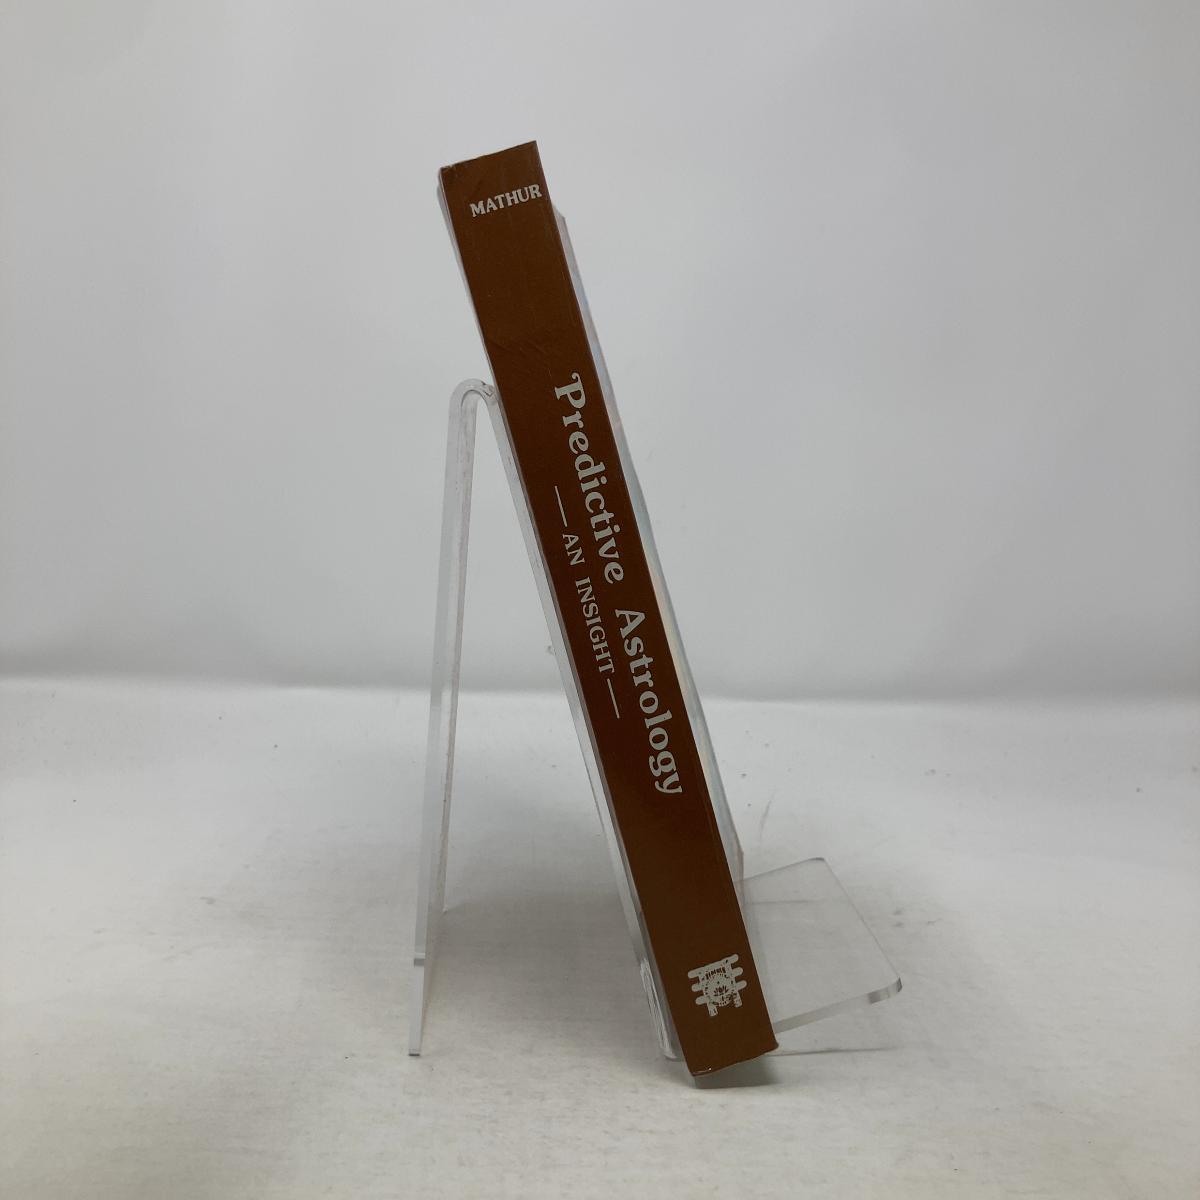 MATHUR
Predictive Astrology
— AN INSIGHT —